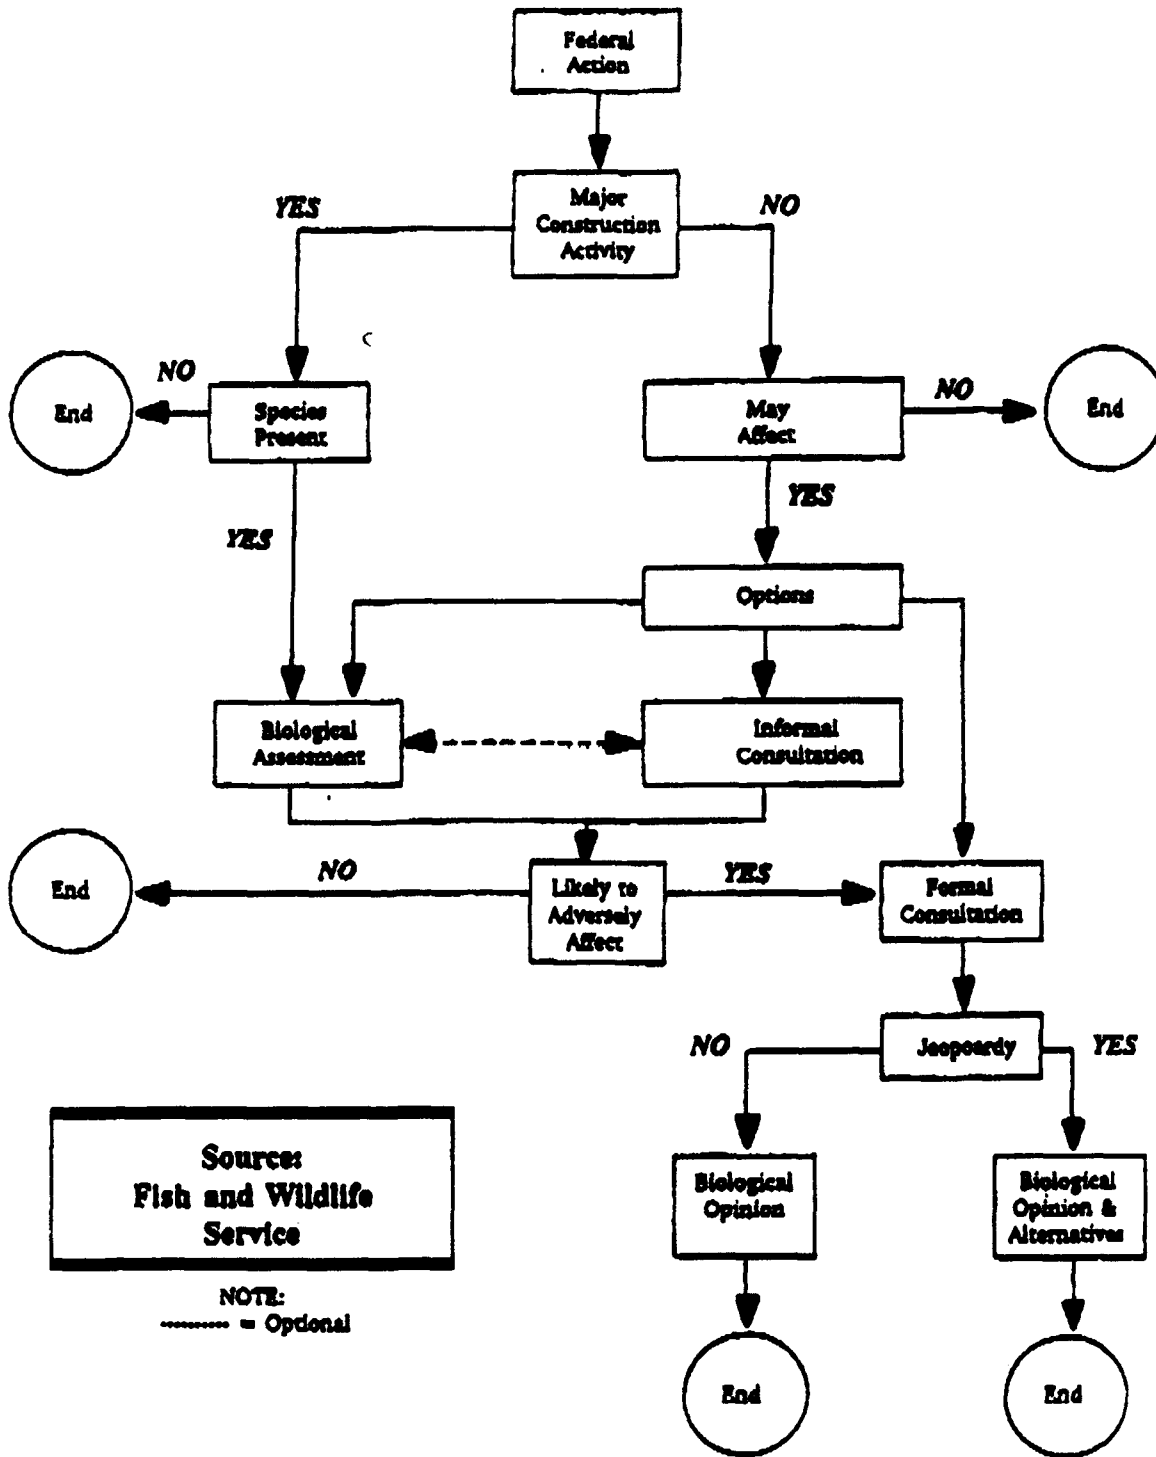 Federal
Action
Major
Construction
Activity
YES
NO
End
NO
Species
Present
May
Affect
NO
End
YES
YES
Options
Biological
Assessment
Informal
Consultation
End
NO
Likely to
Adversely
Affect
YES
Formal
Consultation
Jeopoardy
NO
YES
Biological
Opinion
Biological
Opinion &
Alternatives
End
End
Source:
Fish and Wildlife
Service
NOTE:
.......... = Optional